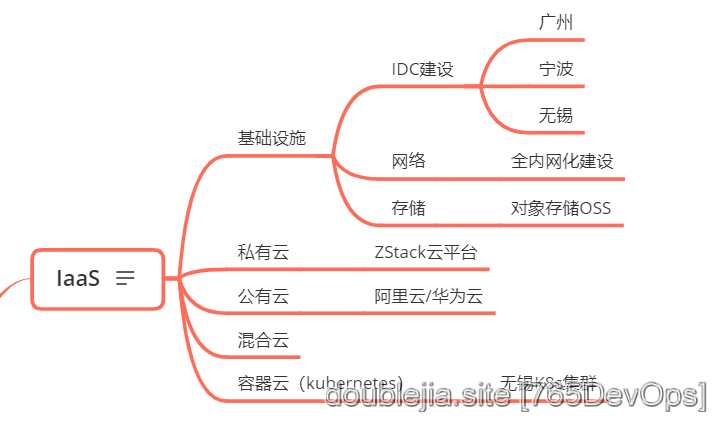 广州
IDC建设
宁波
无锡
基础设施
网络
全内网化建设
存储
对象存储OSS
IaaS
私有云
ZStack云平台
公有云
阿里云/华为云
混合云
容器云（kubernetes）
无锡K8s集群
doublejia.site [765DevOps]